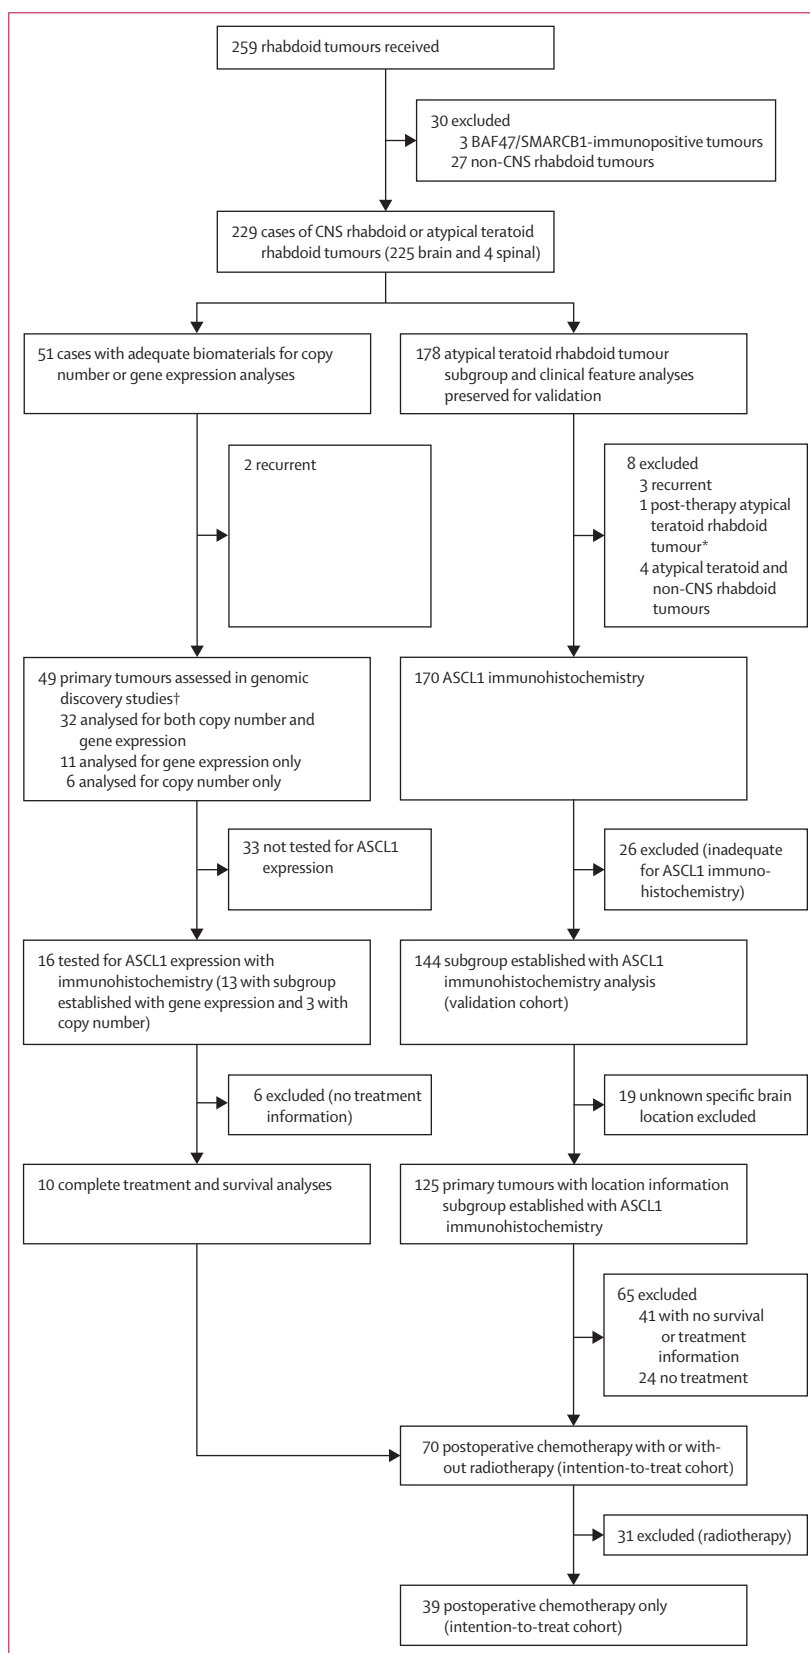 259 rhabdoid tumours received
30 excluded
3 BAF47/SMARCB1-immunopositive tumours
27 non-CNS rhabdoid tumours
229 cases of CNS rhabdoid or atypical teratoid
rhabdoid tumours (225 brain and 4 spinal)
51 cases with adequate biomaterials for copy
number or gene expression analyses
178 atypical teratoid rhabdoid tumour
subgroup and clinical feature analyses
preserved for validation
2 recurrent
8 excluded
3 recurrent
1 post-therapy atypical
teratoid rhabdoid
tumour*
4 atypical teratoid and
non-CNS rhabdoid
tumours
49 primary tumours assessed in genomic
discovery studies†
32 analysed for both copy number and
gene expression
11 analysed for gene expression only
6 analysed for copy number only
170 ASCL1 immunohistochemistry
33 not tested for ASCL1
expression
26 excluded (inadequate
for ASCL1 immuno-
histochemistry)
16 tested for ASCL1 expression with
immunohistochemistry (13 with subgroup
established with gene expression and 3 with
copy number)
144 subgroup established with ASCL1
immunohistochemistry analysis
(validation cohort)
6 excluded (no treatment
information)
19 unknown specific brain
location excluded
10 complete treatment and survival analyses
125 primary tumours with location information
subgroup established with ASCL1
immunohistochemistry
65 excluded
41 with no survival
or treatment
information
24 no treatment
70 postoperative chemotherapy with or with-
out radiotherapy (intention-to-treat cohort)
31 excluded (radiotherapy)
39 postoperative chemotherapy only
(intention-to-treat cohort)